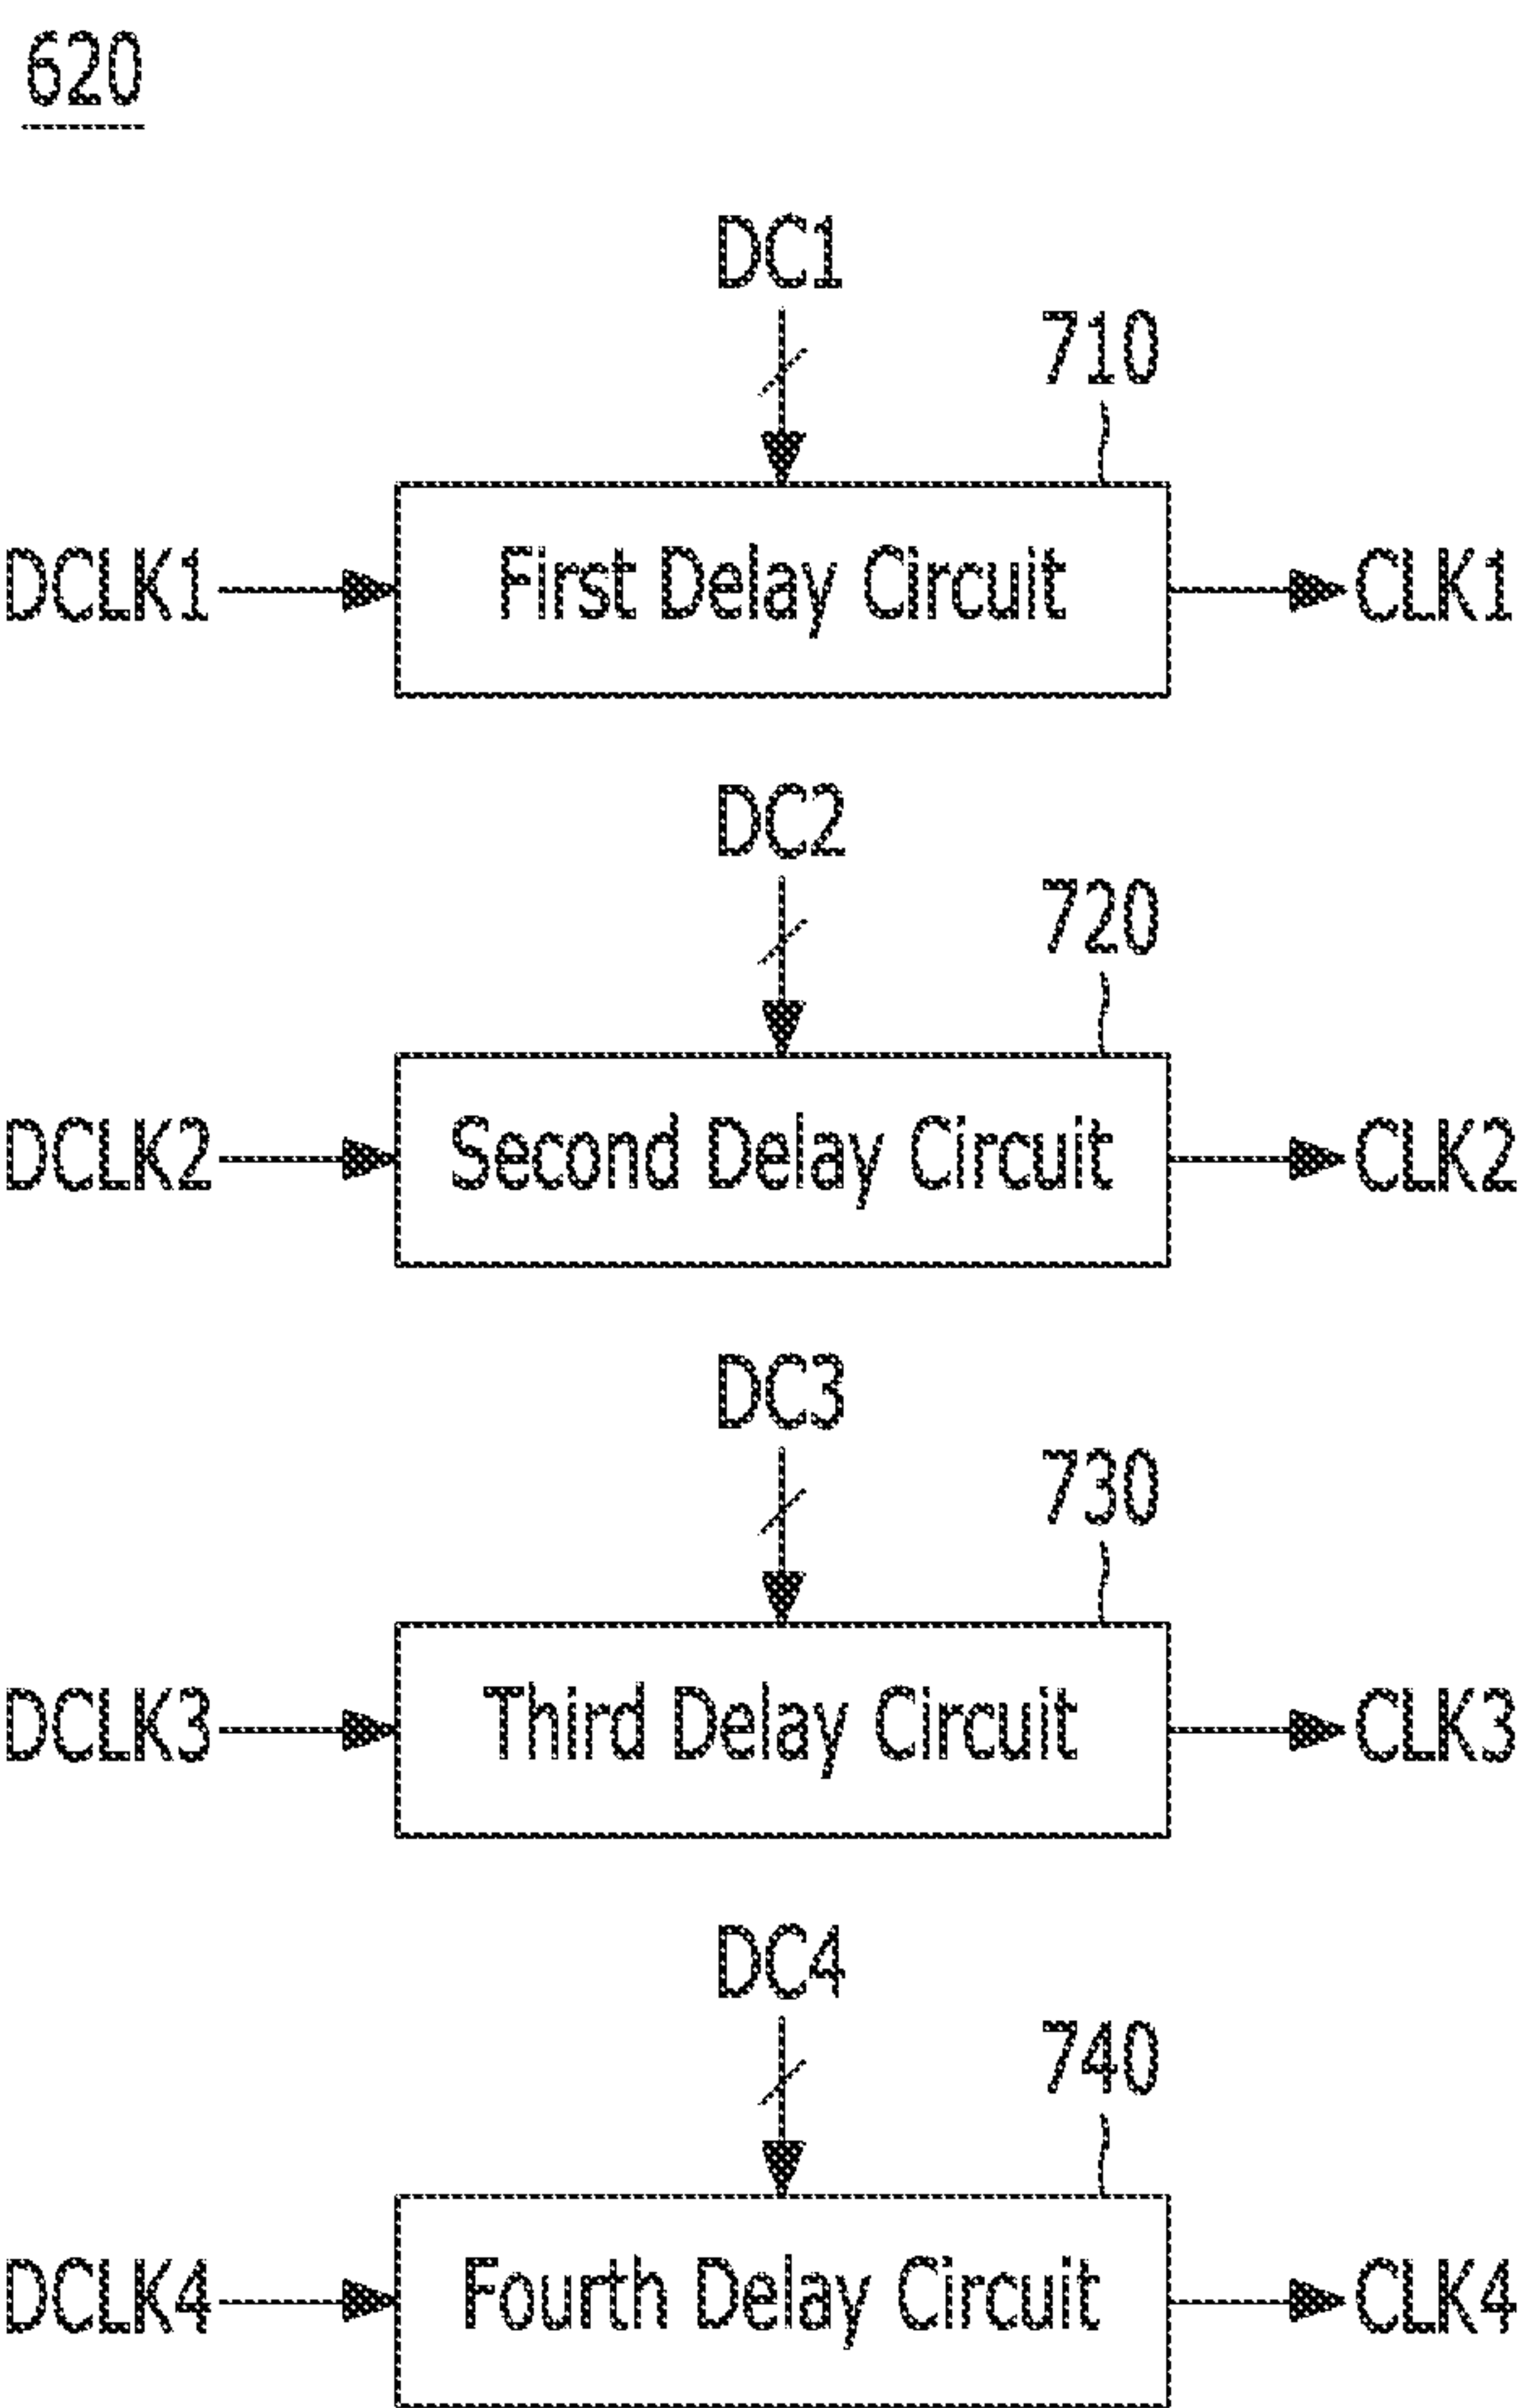 620
DC1
710
DCLK1 First Delay Circuit CLK1
DC2
720
DCLK2 Second Delay Circuit CLK2
DC3
730
DCLK3 Third Delay Circuit CLK3
DC4
740
DCLK4 Fourth Delay Circuit CLK4